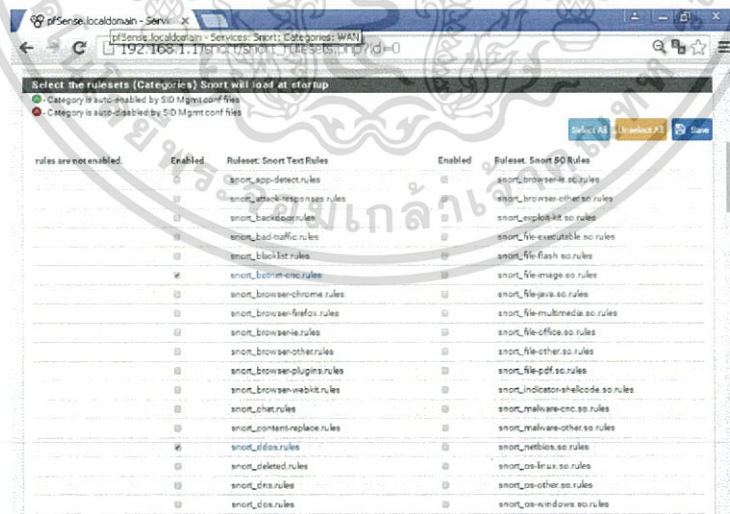 pfSense.localdomain - Servi
pfSense.localdomain - Services: Snort: Categories: WAN
192.168.1.1/snort/snort_rulesets.php?id=0
Select the rulesets (Categories) Snort will load at startup
- Category is auto-enabled by SID Mgmt conf files
- Category is auto-disabled by SID Mgmt conf files
Select All Unselect All Save
rules are not enabled. Enabled Ruleset: Snort Text Rules Enabled Ruleset: Snort SO Rules
snort_app-detect.rules snort_browser-ie.so.rules
snort_attack-responses.rules snort_browser-other.so.rules
snort_backdoor.rules snort_exploit-kit.so.rules
snort_bad-traffic.rules snort_file-executable.so.rules
snort_blacklist.rules snort_file-flash.so.rules
snort_botnet-cnc.rules snort_file-image.so.rules
snort_browser-chrome.rules snort_file-java.so.rules
snort_browser-firefox.rules snort_file-multimedia.so.rules
snort_browser-ie.rules snort_file-office.so.rules
snort_browser-other.rules snort_file-other.so.rules
snort_browser-plugins.rules snort_file-pdf.so.rules
snort_browser-webkit.rules snort_indicator-shellcode.so.rules
snort_chat.rules snort_malware-cnc.so.rules
snort_content-replace.rules snort_malware-other.so.rules
snort_ddos.rules snort_netbios.so.rules
snort_deleted.rules snort_os-linux.so.rules
snort_dns.rules snort_os-other.so.rules
snort_dos.rules snort_os-windows.so.rules